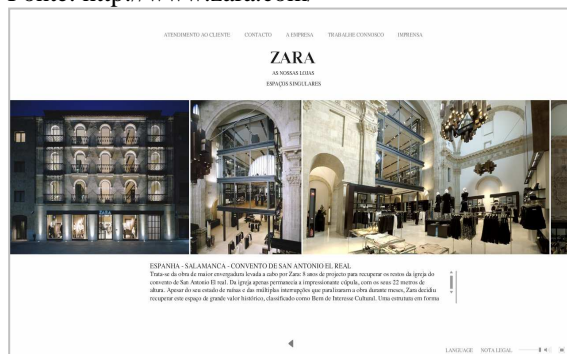 Fonte: http://www.zara.com/
ATENDIMENTO AO CLIENTE CONTACTO A EMPRESA TRABALHE CONNOSCO IMPRENSA
ZARA
AS NOSSAS LOJAS
ESPAÇOS SINGULARES
ZARA
ESPANHA - SALAMANCA - CONVENTO DE SAN ANTONIO EL REAL
Trata-se da obra de maior envergadura levada a cabo por Zara: 8 anos de projecto para recuperar os restos da igreja do
convento de San Antonio El real. Da igreja apenas permanecia a impressionante cúpula, com os seus 22 metros de
altura. Apesar do seu estado de ruínas e das múltiplas interrupções que paralizaram a obra durante meses, Zara decidiu
recuperar este espaço de grande valor histórico, classificado como Bem de Interesse Cultural. Uma estrutura em forma
LANGUAGE NOTA LEGAL